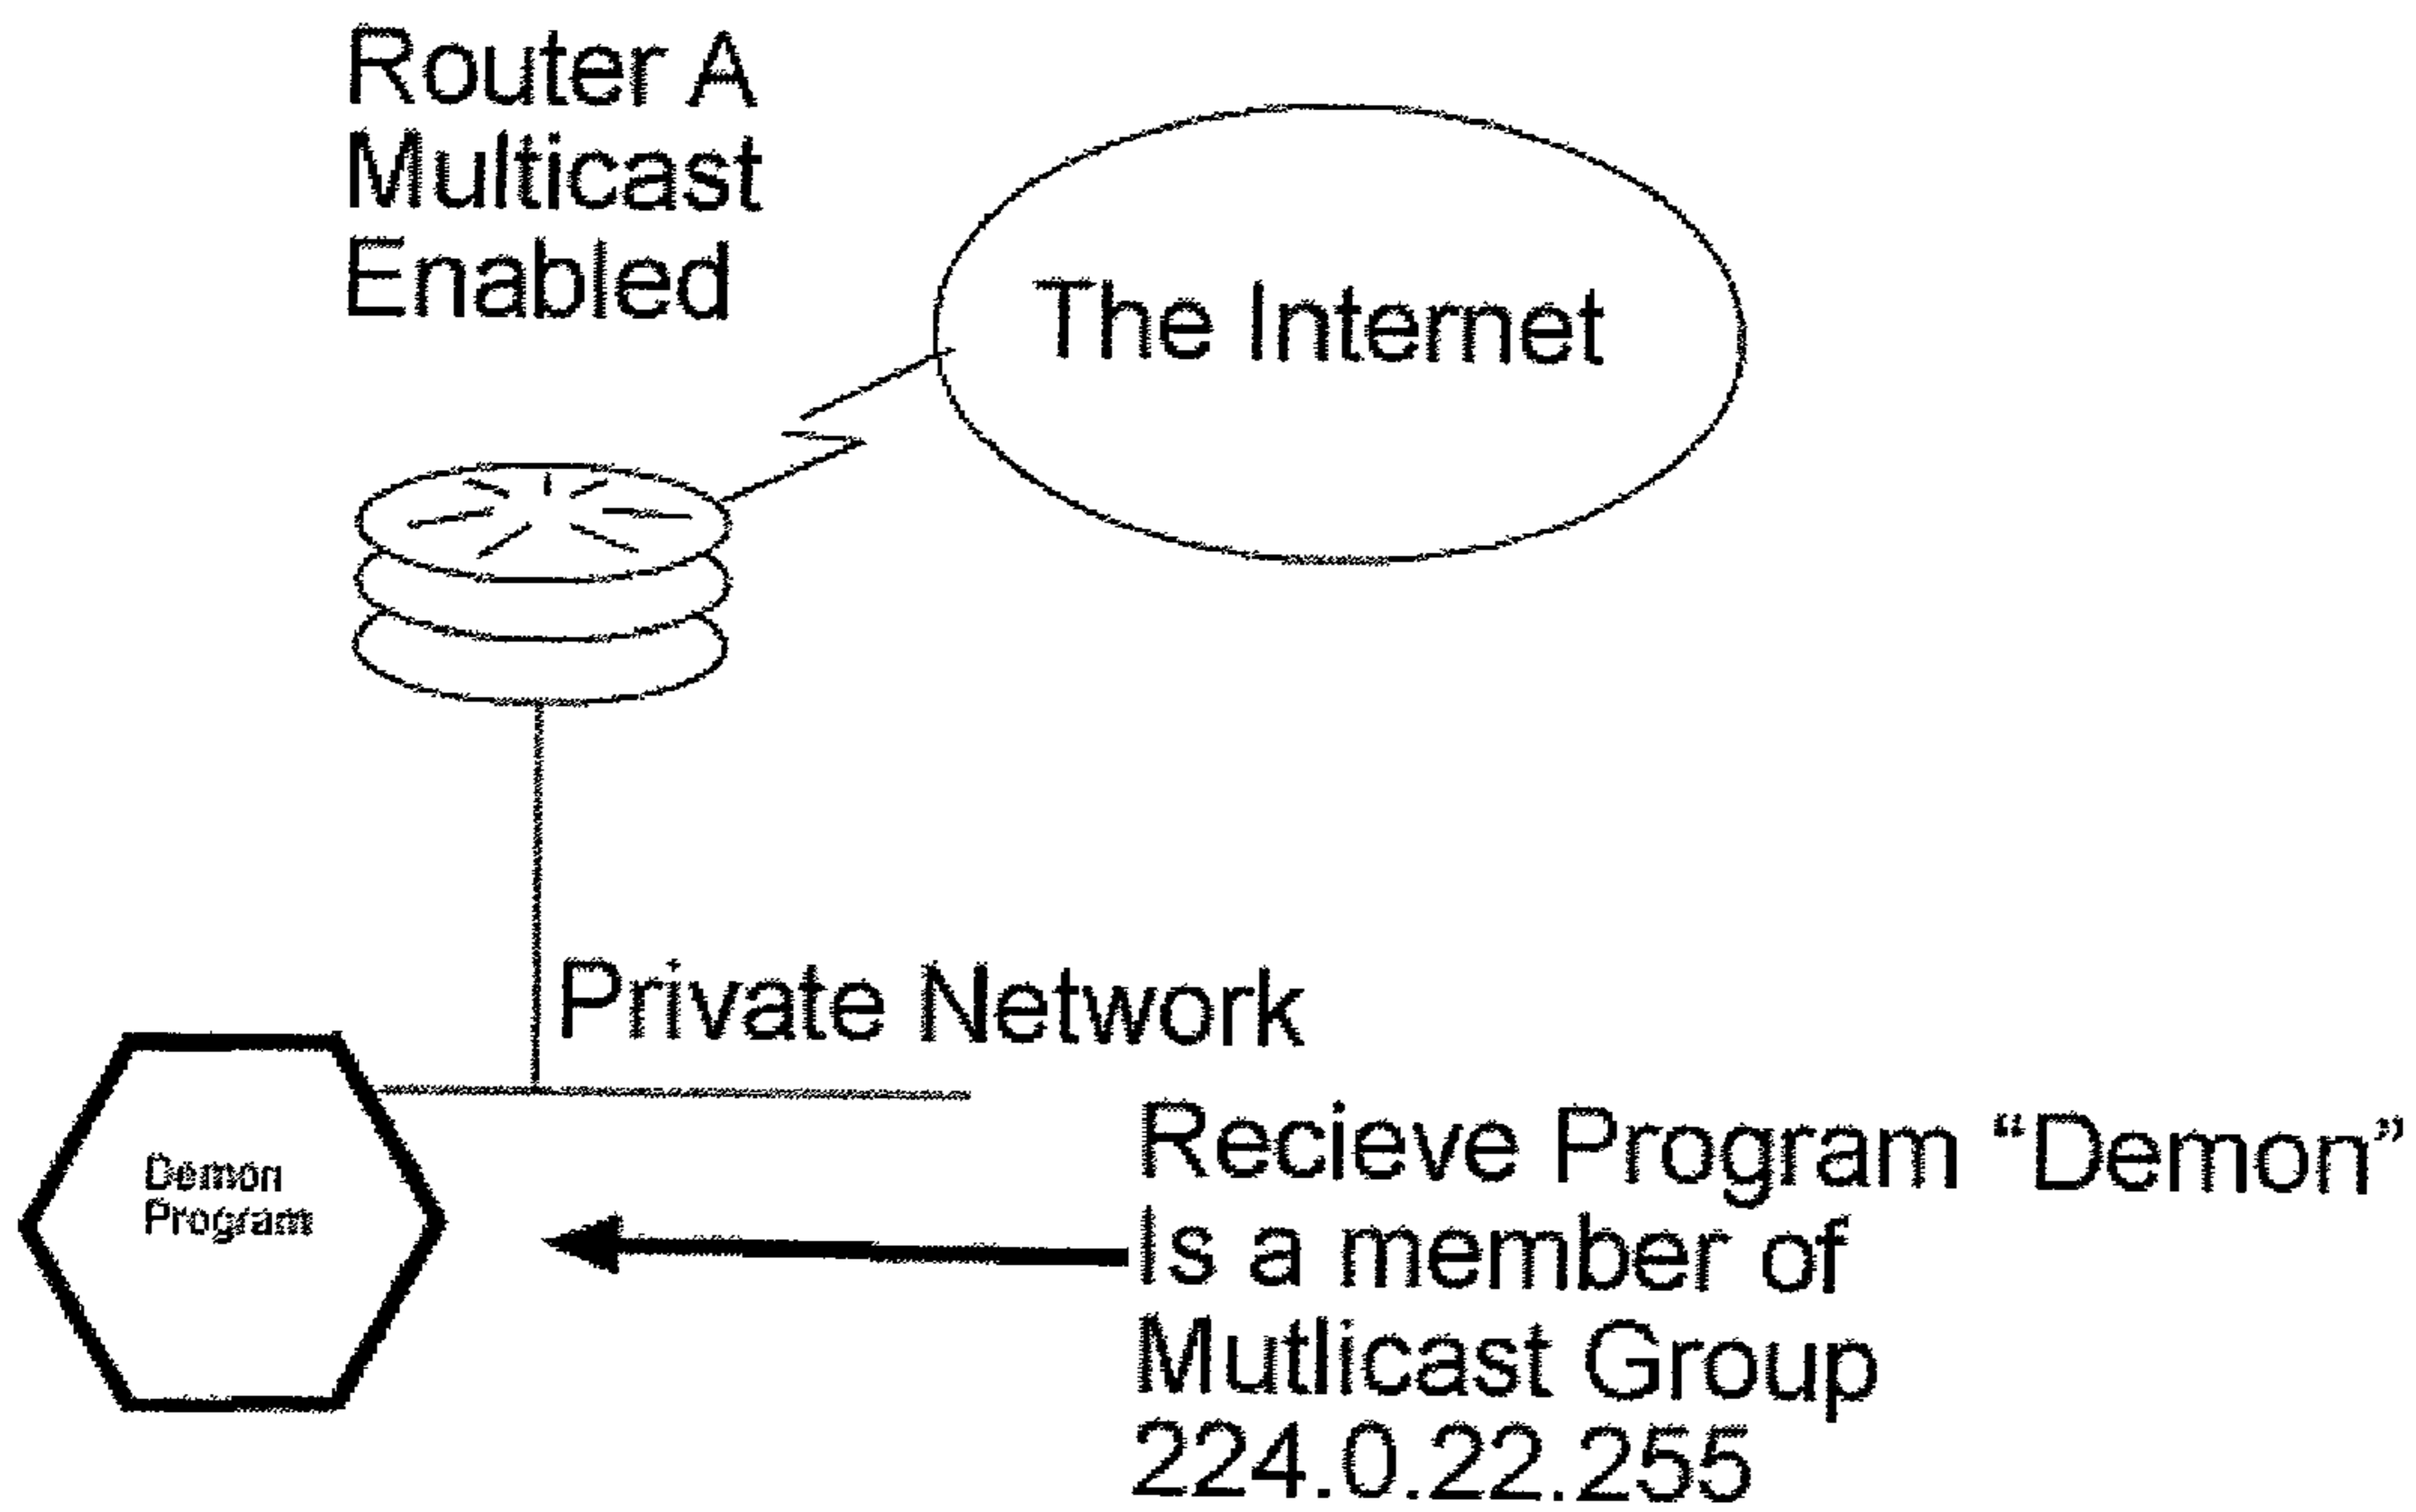 Router A
Multicast
Enabled
The Internet
Private Network
Demon
Program
Recieve Program “Demon”
Is a member of
Mutlicast Group
224.0.22.255